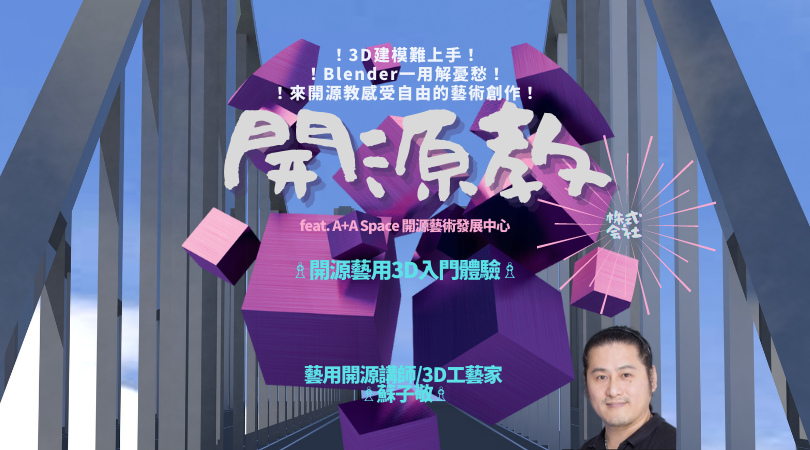 ！3D建模難上手！
！Blender一用解憂愁！
！來開源教感受自由的藝術創作！
開源教
株式
会社
feat. A+A Space 開源藝術發展中心
開源藝用3D入門體驗
藝用開源講師/3D工藝家
蘇子敬